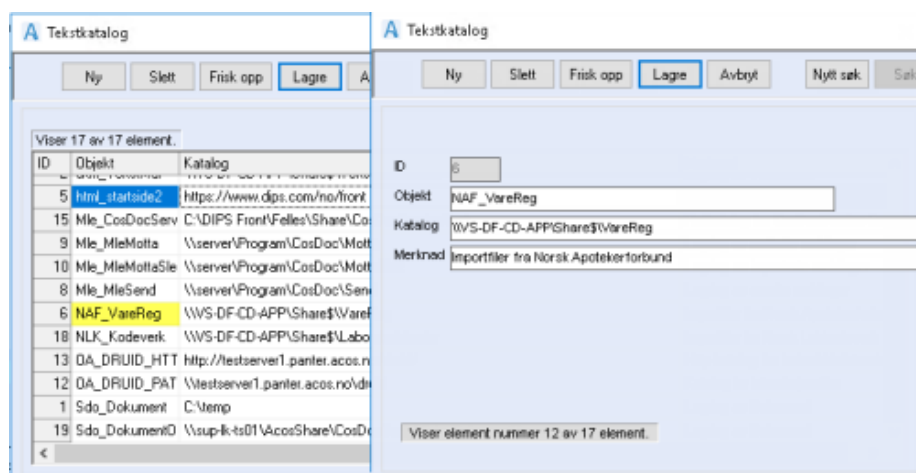 Tekstkatalog
Ny Slett Frisk opp Lagre A
Viser 17 av 17 element.
ID Objekt Katalog
5 html_startside2 https://www.dips.com/no/front
15 Mle_CosDocServ C:\DIPS Front\Felles\Share\Co
9 Mle_MleMotta \\server\Program\CosDoc\Mott
10 Mle_MleMottaSle \\server\Program\CosDoc\Mott
8 Mle_MleSend \\server\Program\CosDoc\Sen
6 NAF_VareReg \\VS-DF-CD-APP\Share$\Varef
18 NLK_Kodeverk \\VS-DF-CD-APP\Share$\Labo
13 OA_DRUID_HTT http://testserver1.panter.acos.n
12 OA_DRUID_PAT \\testserver1.panter.acos.no\dr
1 Sdo_Dokument C:\temp
19 Sdo_DokumentO \\sup-lk-ts01\AcosShare\CosDo
Tekstkatalog
Ny Slett Frisk opp Lagre Avbryt Nytt søk Søk
ID 6
Objekt NAF_VareReg
Katalog \\VS-DF-CD-APP\Share$\VareReg
Merknad Importfiler fra Norsk Apotekerforbund
Viser element nummer 12 av 17 element.